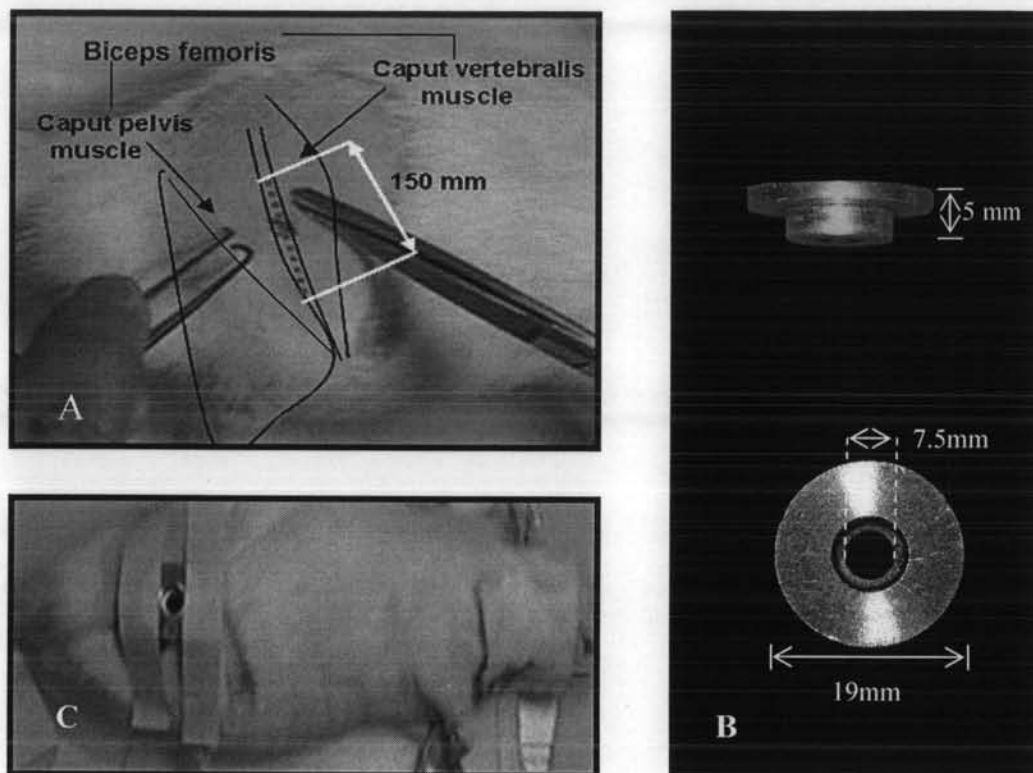 Biceps femoris
Caput vertebralis
muscle
Caput pelvis
muscle
150 mm
A
5 mm
7.5mm
19mm
B
C